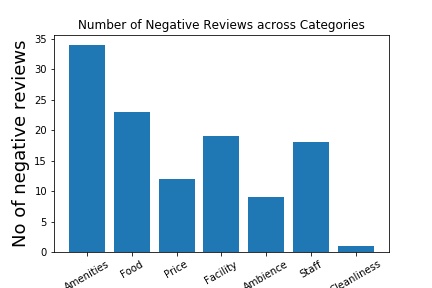 Number of Negative Reviews across Categories
No of negative reviews
35
30
25
20
15
10
5
0
Amenities
Food
Price
Facility
Ambience
Staff
Cleanliness